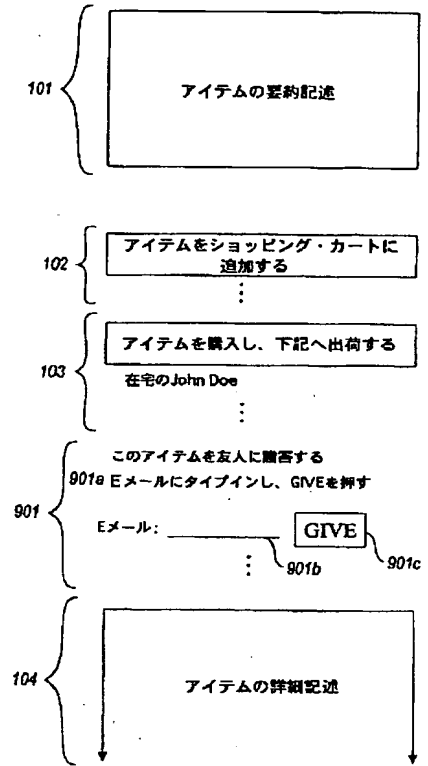 101
アイテムの要約記述
102
アイテムをショッピング・カートに
追加する
103
アイテムを購入し、下記へ出荷する
在宅のJohn Doe
901
このアイテムを友人に贈答する
901a Eメールにタイプインし、GIVEを押す
Eメール: GIVE
901b
901c
104
アイテムの詳細記述